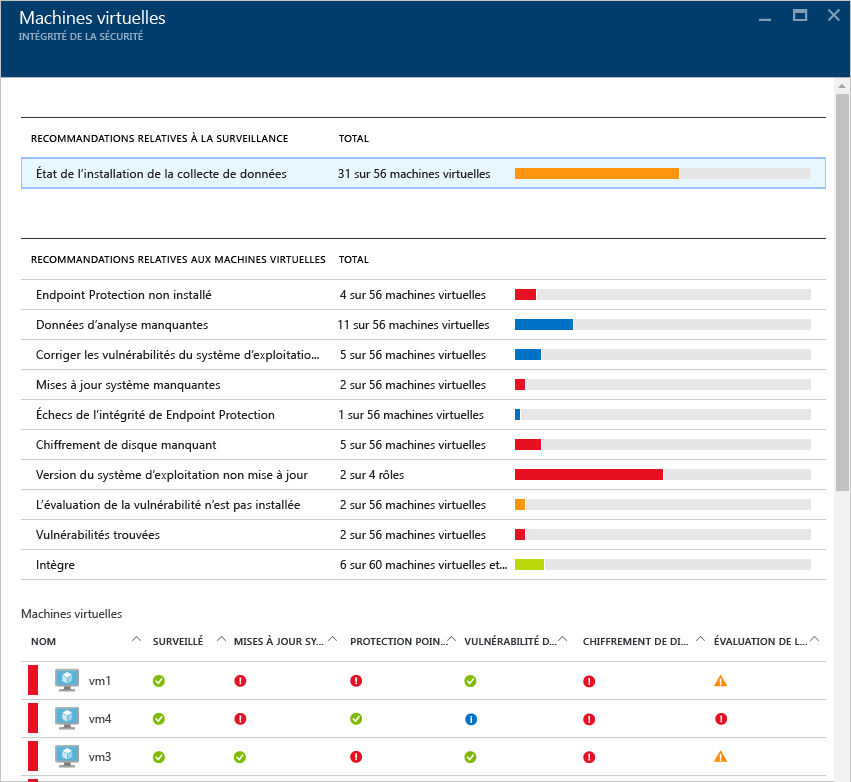 Machines virtuelles
INTÉGRITÉ DE LA SÉCURITÉ
RECOMMANDATIONS RELATIVES À LA SURVEILLANCE TOTAL
État de l’installation de la collecte de données 31 sur 56 machines virtuelles
RECOMMANDATIONS RELATIVES AUX MACHINES VIRTUELLES TOTAL
Endpoint Protection non installé 4 sur 56 machines virtuelles
Données d’analyse manquantes 11 sur 56 machines virtuelles
Corriger les vulnérabilités du système d’exploitatio... 5 sur 56 machines virtuelles
Mises à jour système manquantes 2 sur 56 machines virtuelles
Échecs de l’intégrité de Endpoint Protection 1 sur 56 machines virtuelles
Chiffrement de disque manquant 5 sur 56 machines virtuelles
Version du système d’exploitation non mise à jour 2 sur 4 rôles
L’évaluation de la vulnérabilité n’est pas installée 2 sur 56 machines virtuelles
Vulnérabilités trouvées 2 sur 56 machines virtuelles
Intègre 6 sur 60 machines virtuelles et...
Machines virtuelles
NOM SURVEILLÉ MISES À JOUR SY... PROTECTION POIN... VULNÉRABILITÉ D... CHIFFREMENT DE DI... ÉVALUATION DE L...
vm1
vm4
vm3